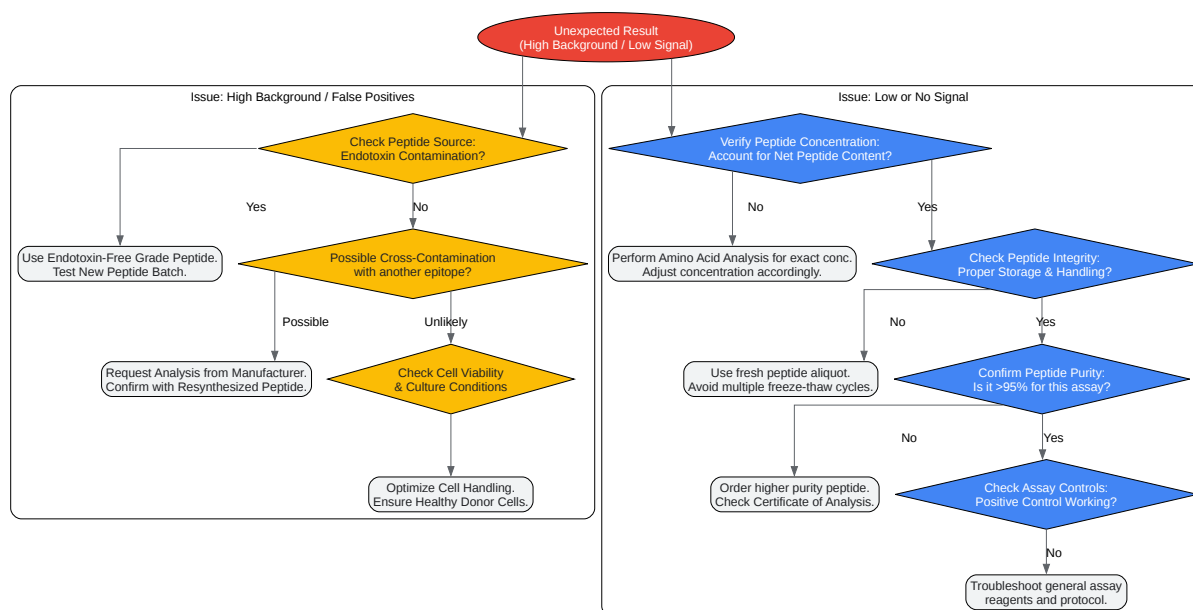 Unexpected Result
(High Background / Low Signal)
Issue: High Background / False Positives
Check Peptide Source:
Endotoxin Contamination?
Yes
No
Use Endotoxin-Free Grade Peptide.
Test New Peptide Batch.
Possible Cross-Contamination
with another epitope?
Possible
Unlikely
Request Analysis from Manufacturer.
Confirm with Resynthesized Peptide.
Check Cell Viability
& Culture Conditions
Optimize Cell Handling.
Ensure Healthy Donor Cells.
Issue: Low or No Signal
Verify Peptide Concentration:
Account for Net Peptide Content?
No
Yes
Perform Amino Acid Analysis for exact conc.
Adjust concentration accordingly.
Check Peptide Integrity:
Proper Storage & Handling?
No
Yes
Use fresh peptide aliquot.
Avoid multiple freeze-thaw cycles.
Confirm Peptide Purity:
Is it >95% for this assay?
No
Yes
Order higher purity peptide.
Check Certificate of Analysis.
Check Assay Controls:
Positive Control Working?
No
Troubleshoot general assay
reagents and protocol.